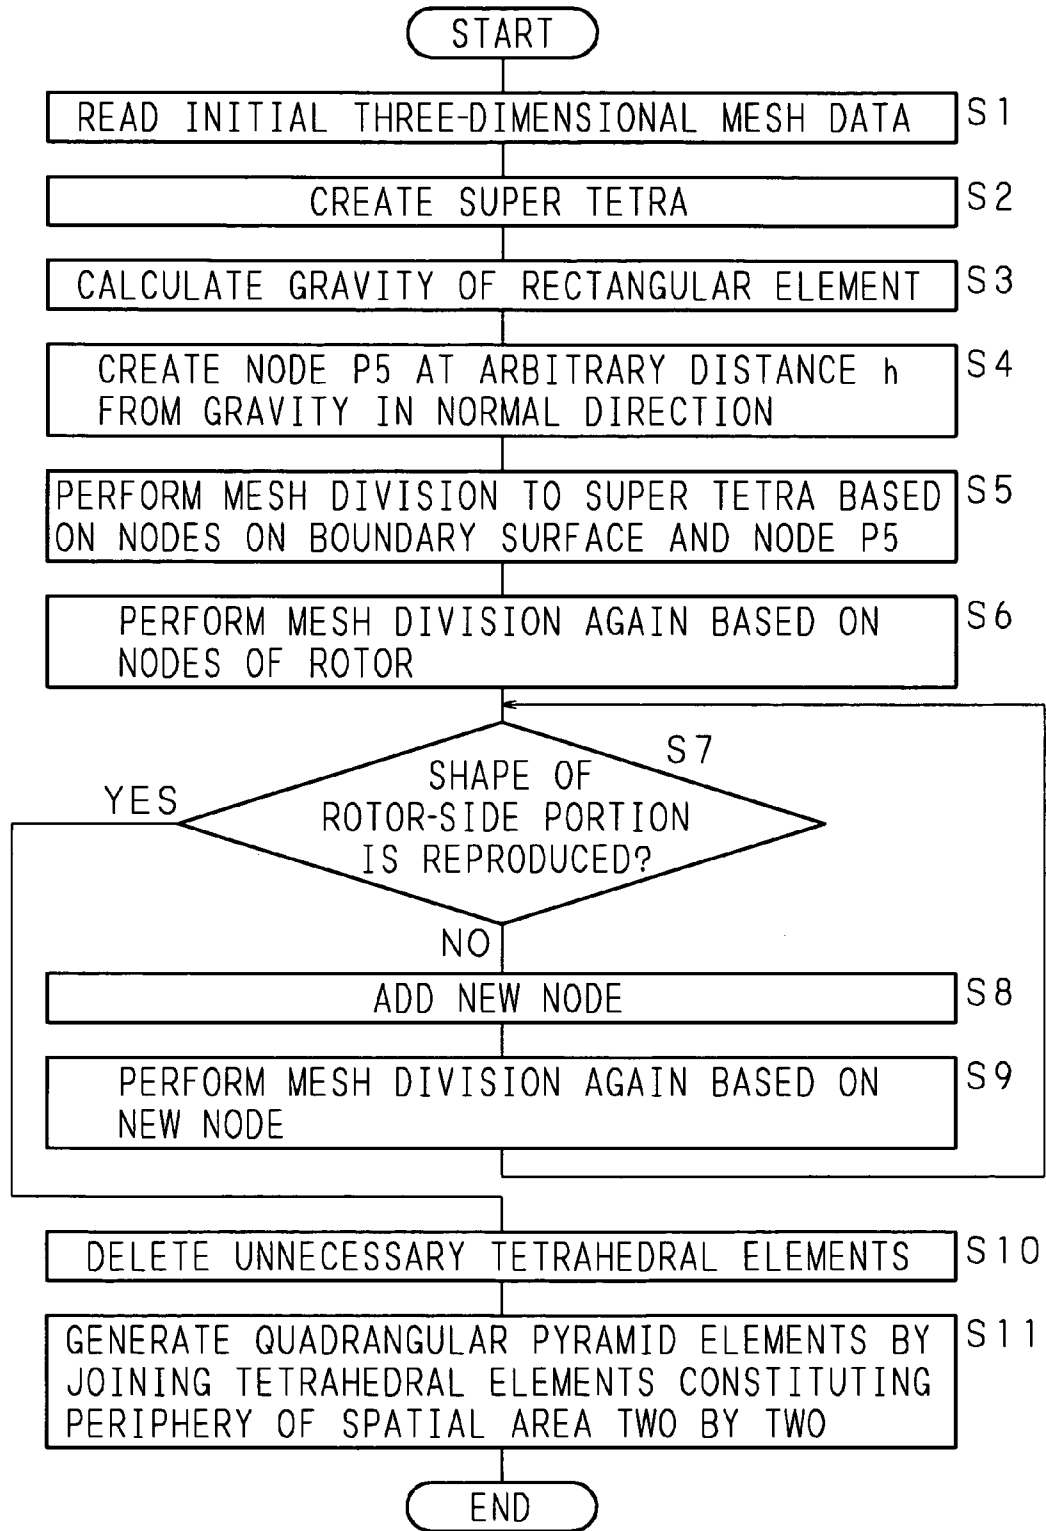 START
READ INITIAL THREE-DIMENSIONAL MESH DATA
S1
CREATE SUPER TETRA
S2
CALCULATE GRAVITY OF RECTANGULAR ELEMENT
S3
CREATE NODE P5 AT ARBITRARY DISTANCE h
FROM GRAVITY IN NORMAL DIRECTION
S4
PERFORM MESH DIVISION TO SUPER TETRA BASED
ON NODES ON BOUNDARY SURFACE AND NODE P5
S5
PERFORM MESH DIVISION AGAIN BASED ON
NODES OF ROTOR
S6
S7
SHAPE OF
ROTOR-SIDE PORTION
IS REPRODUCED?
YES
NO
ADD NEW NODE
S8
PERFORM MESH DIVISION AGAIN BASED ON
NEW NODE
S9
DELETE UNNECESSARY TETRAHEDRAL ELEMENTS
S10
GENERATE QUADRANGULAR PYRAMID ELEMENTS BY
JOINING TETRAHEDRAL ELEMENTS CONSTITUTING
PERIPHERY OF SPATIAL AREA TWO BY TWO
S11
END